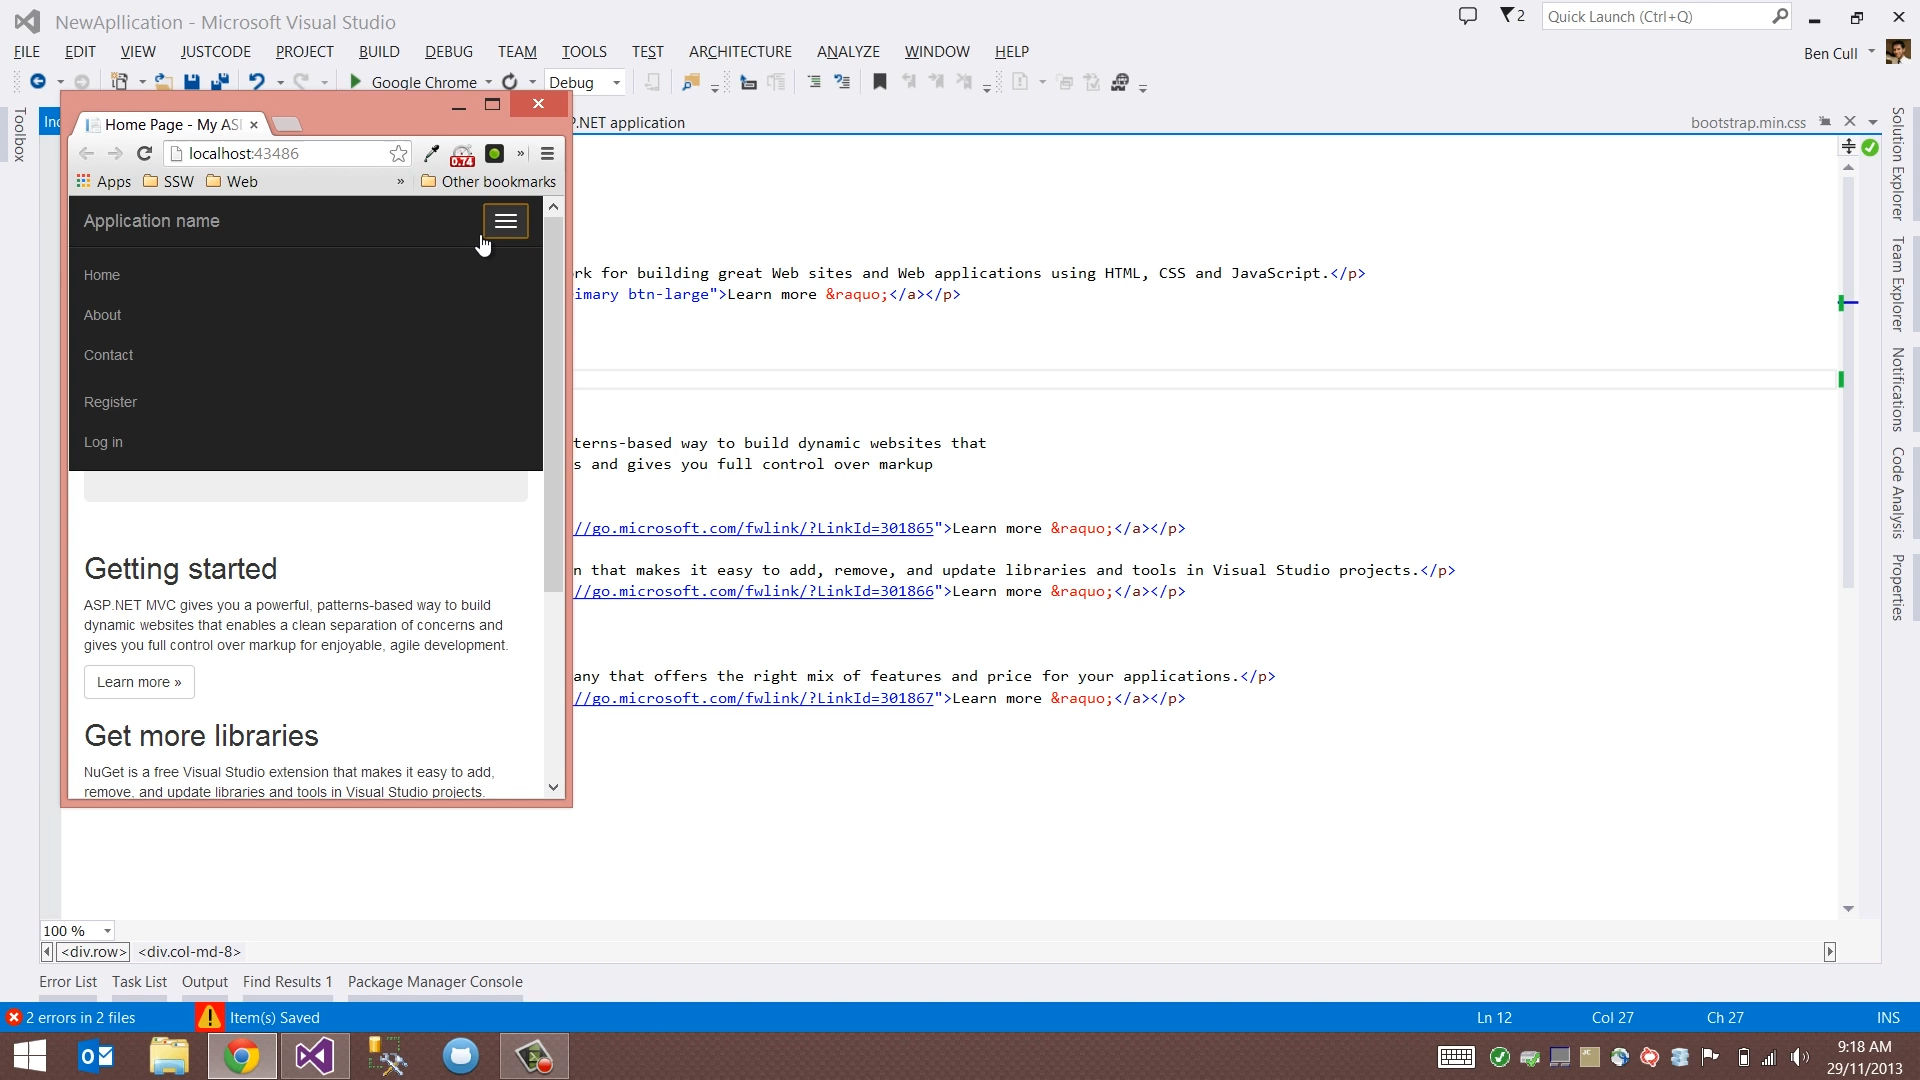 NewApllication - Microsoft Visual Studio
2
Quick Launch (Ctrl+Q)
FILE EDIT VIEW JUSTCODE PROJECT BUILD DEBUG TEAM TOOLS TEST ARCHITECTURE ANALYZE WINDOW HELP
Ben Cull
Google Chrome Debug
Toolbox
Home Page - My AS
.NET application
bootstrap.min.css
localhost:43486
0.74
Apps SSW Web » Other bookmarks
Application name
Home
About
Contact
Register
Log in
Getting started
ASP.NET MVC gives you a powerful, patterns-based way to build
dynamic websites that enables a clean separation of concerns and
gives you full control over markup for enjoyable, agile development.
Learn more »
Get more libraries
NuGet is a free Visual Studio extension that makes it easy to add,
remove, and update libraries and tools in Visual Studio projects.
rk for building great Web sites and Web applications using HTML, CSS and JavaScript.</p>
imary btn-large">Learn more &raquo;</a></p>
terns-based way to build dynamic websites that
s and gives you full control over markup
//go.microsoft.com/fwlink/?LinkId=301865">Learn more &raquo;</a></p>
n that makes it easy to add, remove, and update libraries and tools in Visual Studio projects.</p>
//go.microsoft.com/fwlink/?LinkId=301866">Learn more &raquo;</a></p>
any that offers the right mix of features and price for your applications.</p>
//go.microsoft.com/fwlink/?LinkId=301867">Learn more &raquo;</a></p>
Solution Explorer
Team Explorer
Notifications
Code Analysis
Properties
100 %
<div.row> <div.col-md-8>
Error List Task List Output Find Results 1 Package Manager Console
2 errors in 2 files Item(s) Saved Ln 12 Col 27 Ch 27 INS
9:18 AM
29/11/2013